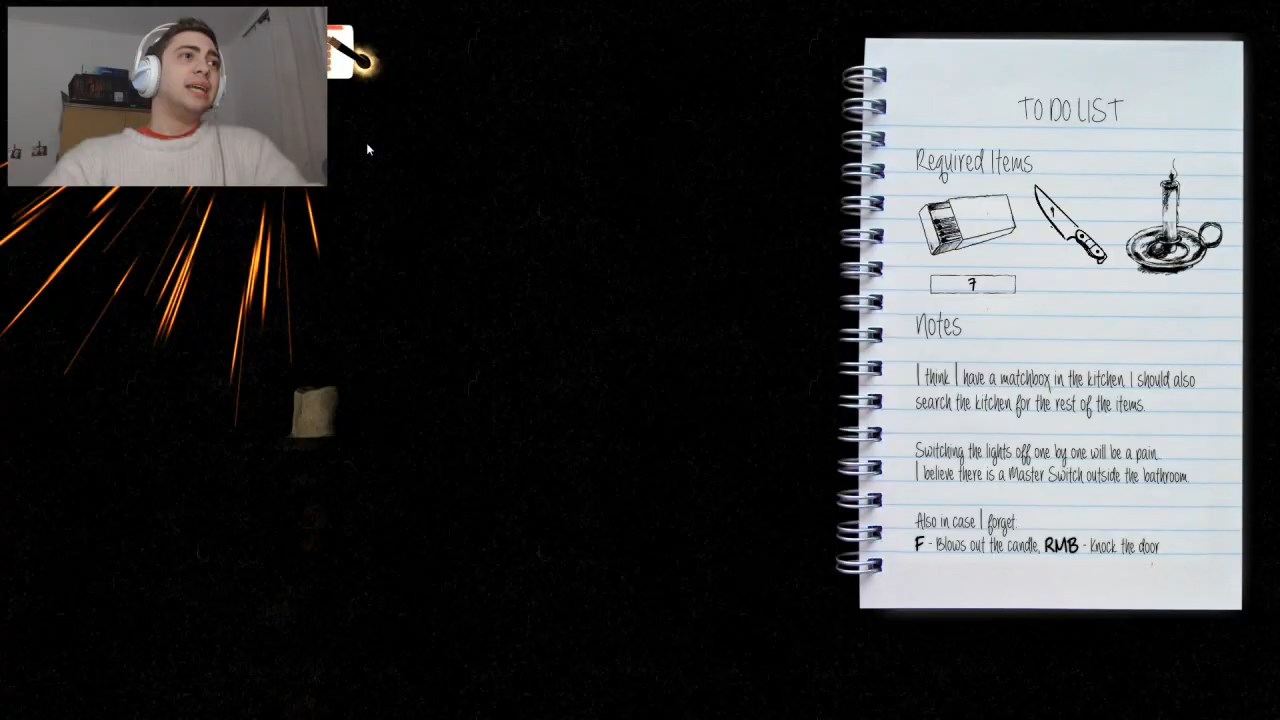 TO DO LIST
Required Items
7
Notes
I think I have a matchbox in the kitchen. I should also
search the kitchen for the rest of the items.
Switching the lights off one by one will be a pain.
I believe there is a Master Switch outside the bathroom.
Also in case I forget:
F - Blows out the candle, RMB - Knock the door